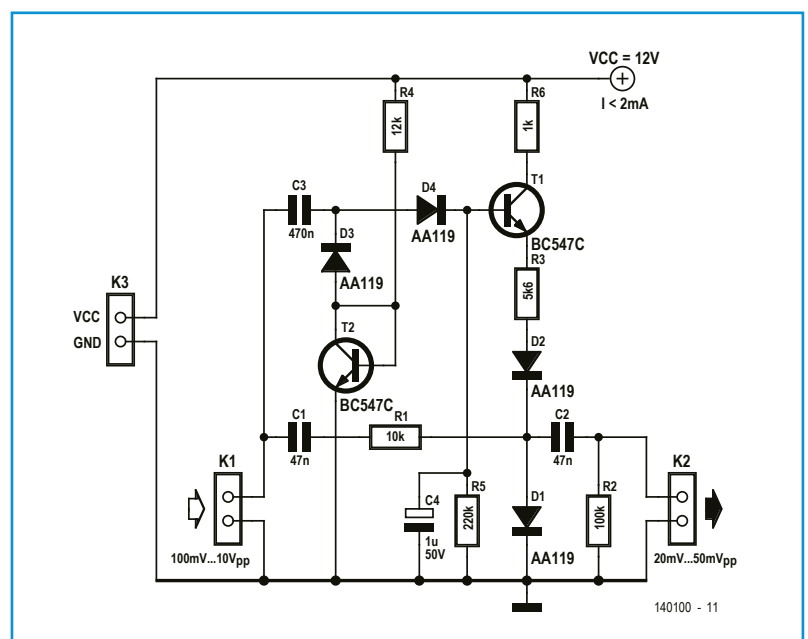 VCC = 12V
I < 2mA
R4
12k
R6
1k
T1
BC547C
C3
470n
D4
AA119
D3
AA119
R3
5k6
K3
VCC
GND
T2
BC547C
D2
AA119
C1
47n
R1
10k
C2
47n
K1
100mV...10Vpp
C4
1u
50V
R5
220k
D1
AA119
R2
100k
K2
20mV...50mVpp
140100 - 11